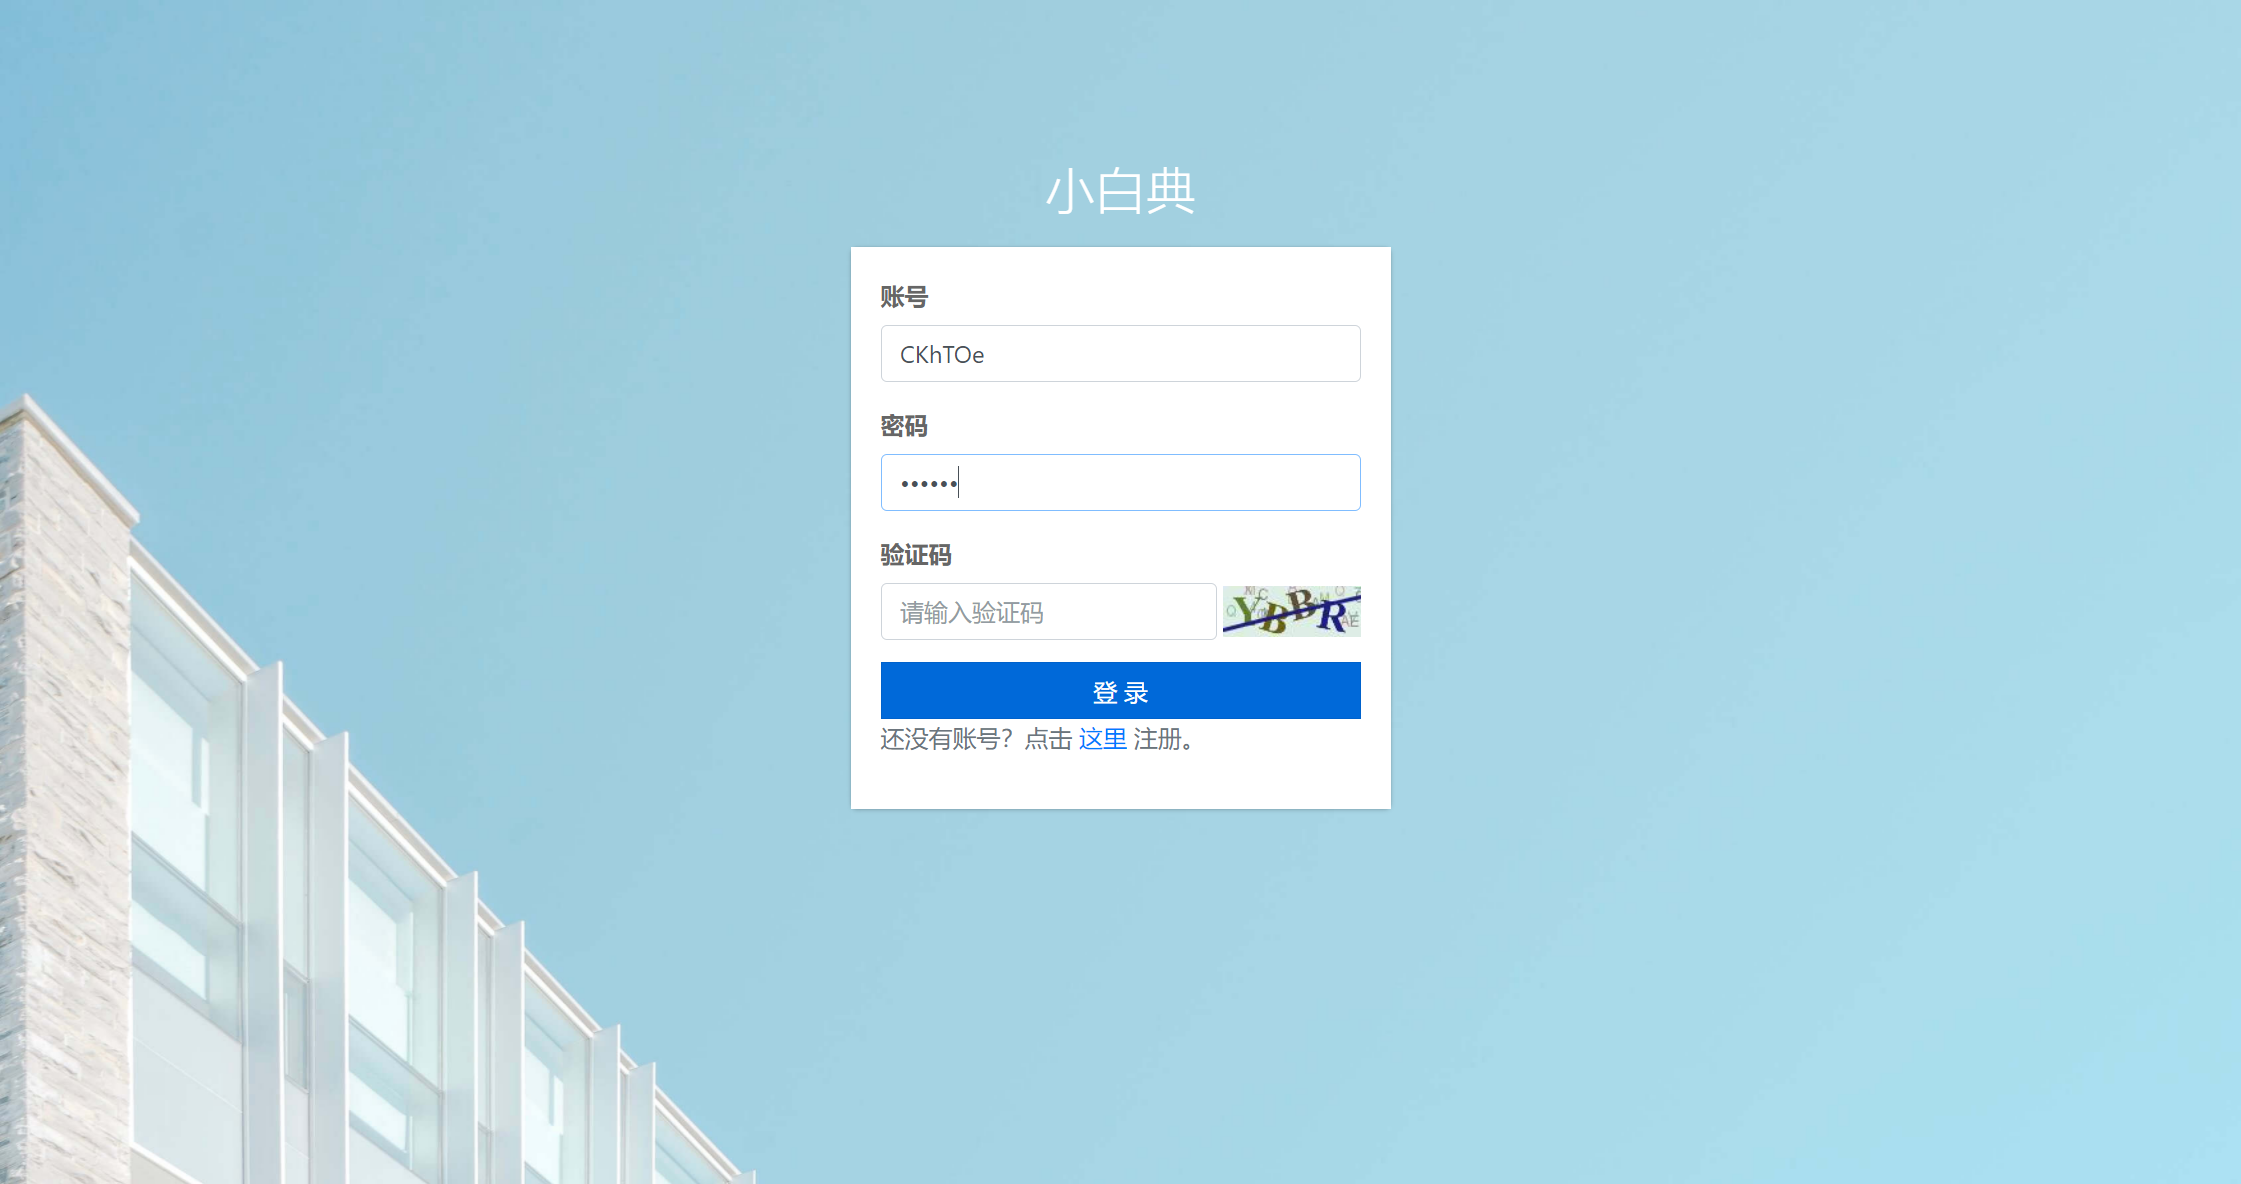 小白典
账号
CKhTOe
密码
••••••
验证码
请输入验证码
YBBR
登 录
还没有账号？点击 这里 注册。